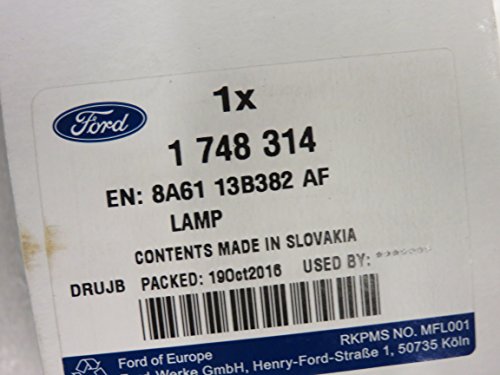 1x
Ford
1 748 314
EN: 8A61 13B382 AF
LAMP
CONTENTS MADE IN SLOVAKIA
DRUJB PACKED: 19Oct2016 USED BY: ********
Ford of Europe RKPMS NO. MFL001
Ford-Werke GmbH, Henry-Ford-Straße 1, 50735 Köln